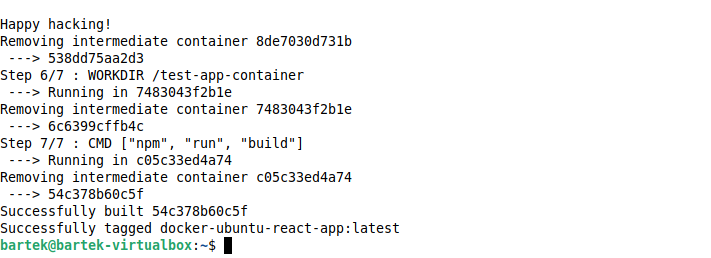 Happy hacking!
Removing intermediate container 8de7030d731b
 ---> 538dd75aa2d3
Step 6/7 : WORKDIR /test-app-container
 ---> Running in 7483043f2b1e
Removing intermediate container 7483043f2b1e
 ---> 6c6399cffb4c
Step 7/7 : CMD ["npm", "run", "build"]
 ---> Running in c05c33ed4a74
Removing intermediate container c05c33ed4a74
 ---> 54c378b60c5f
Successfully built 54c378b60c5f
Successfully tagged docker-ubuntu-react-app:latest
bartek@bartek-virtualbox:~$